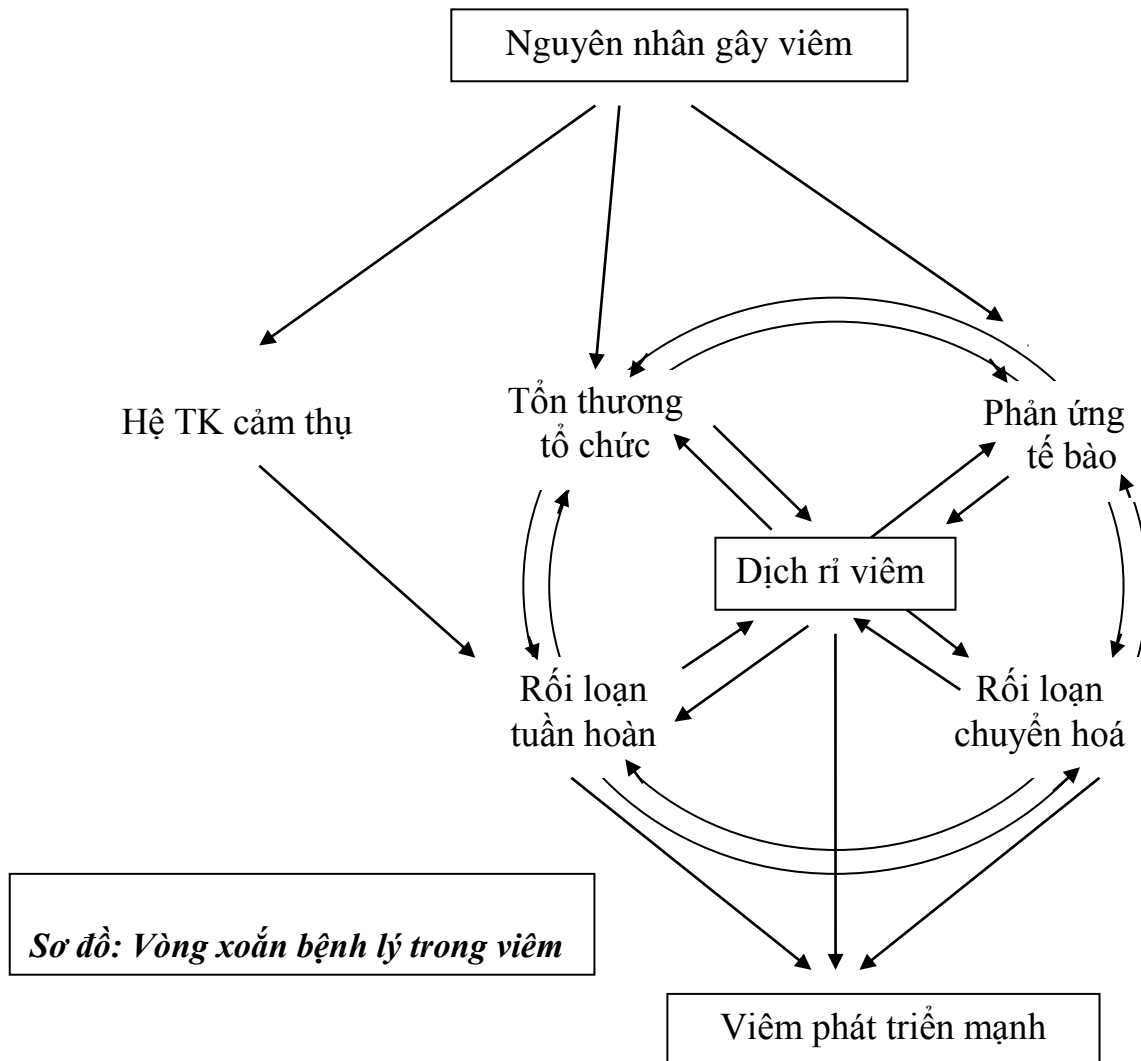 Nguyên nhân gây viêm
Hệ TK cảm thụ
Tổn thương
tổ chức
Phản ứng
tế bào
Dịch rỉ viêm
Rối loạn
tuần hoàn
Rối loạn
chuyển hoá
Sơ đồ: Vòng xoắn bệnh lý trong viêm
Viêm phát triển mạnh